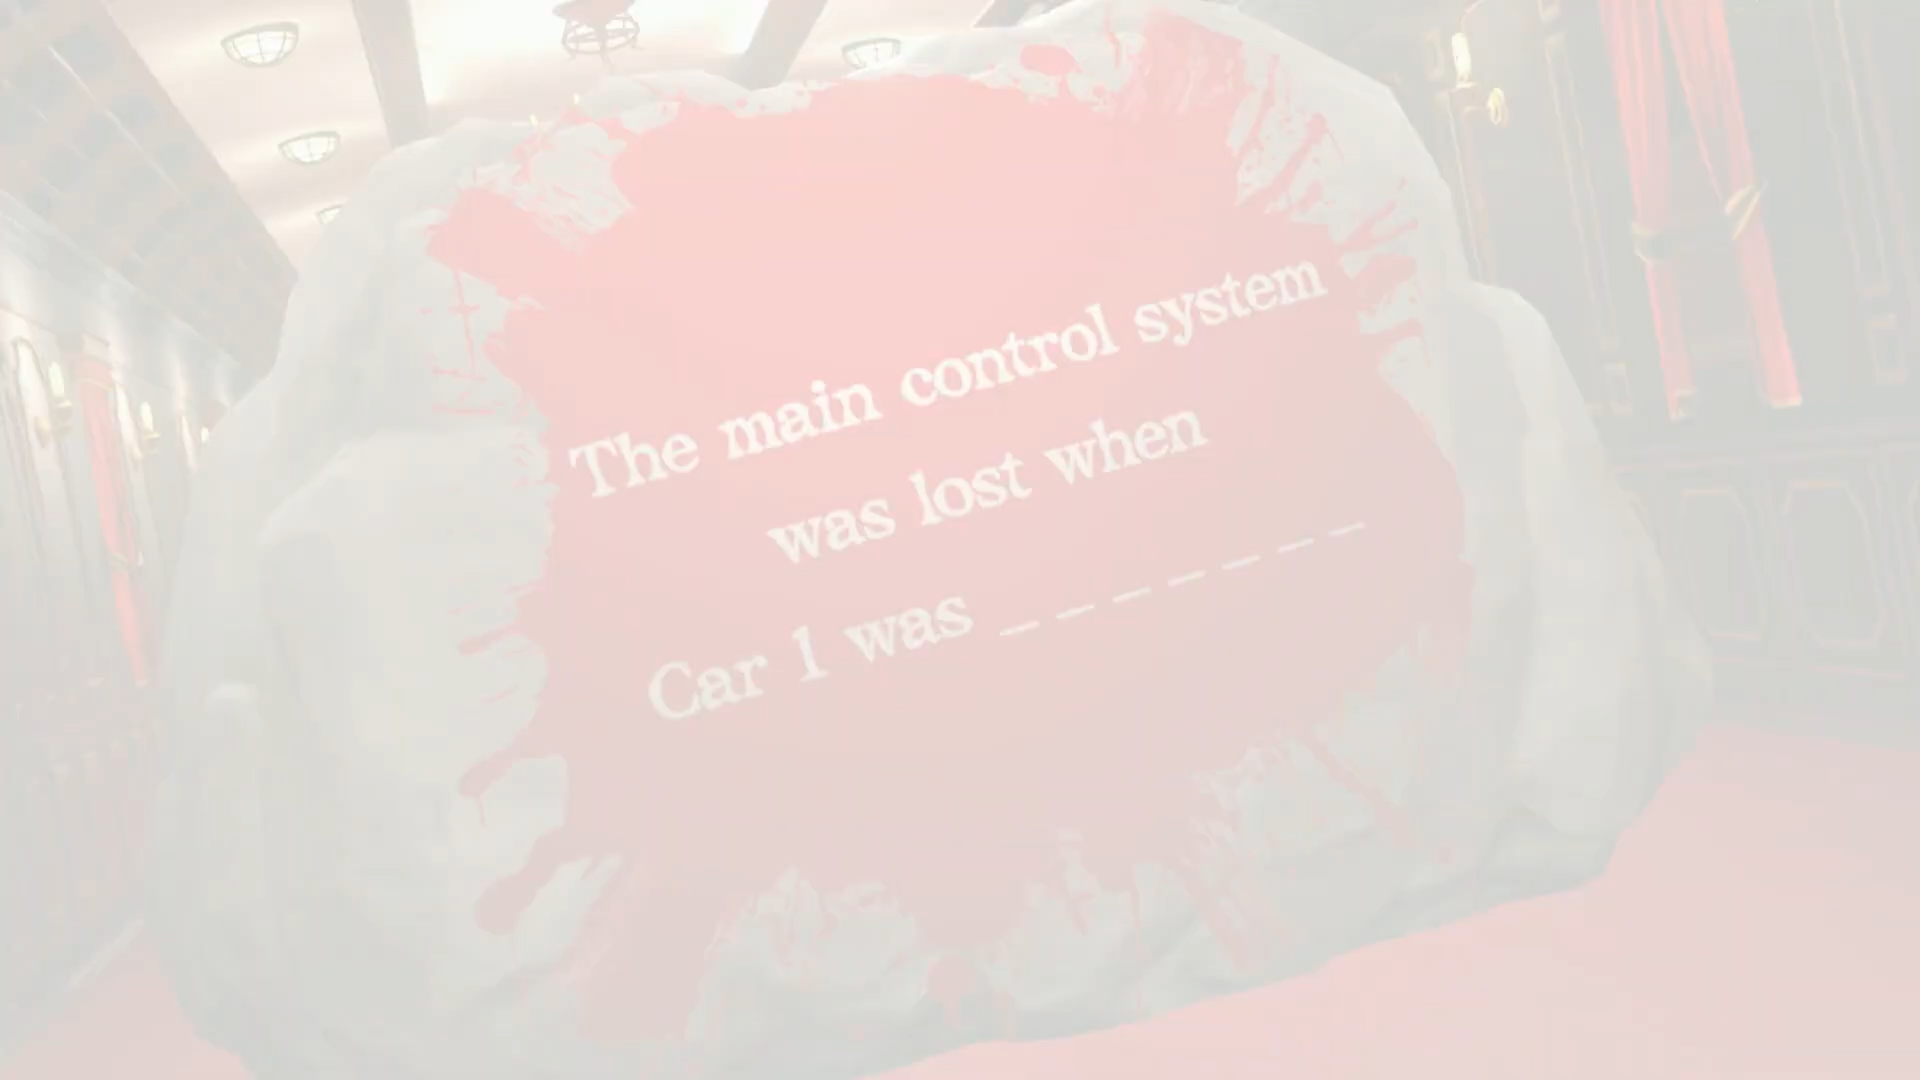 The main control system
was lost when
Car 1 was _ _ _ _ _ _ _